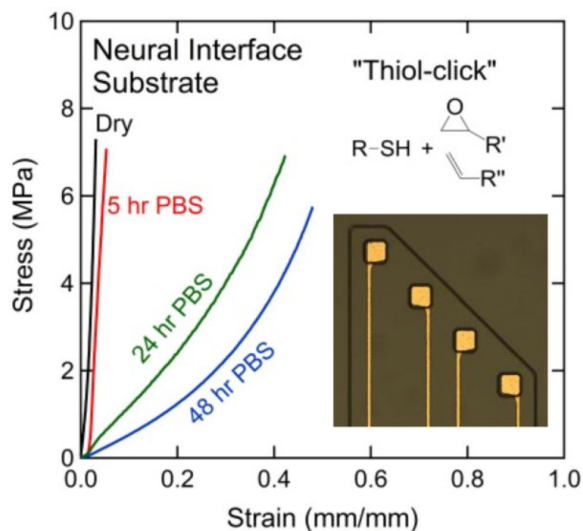 Neural Interface
Substrate
"Thiol-click"
Dry
5 hr PBS
24 hr PBS
48 hr PBS
O
R'
R-SH +
R"
10
8
6
4
2
0
0.0
0.2
0.4
0.6
0.8
1.0
Stress (MPa)
Strain (mm/mm)